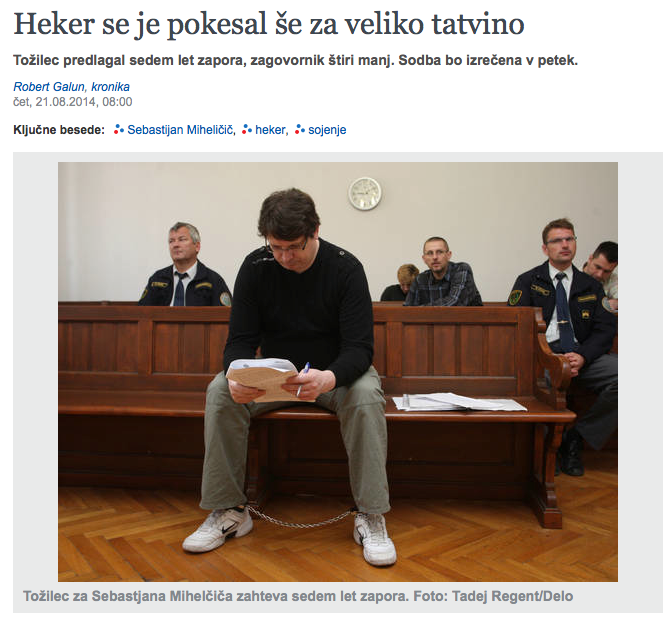 Heker se je pokesal še za veliko tatvino
Tožilec predlagal sedem let zapora, zagovornik štiri manj. Sodba bo izrečena v petek.
Robert Galun, kronika
čet, 21.08.2014, 08:00
Ključne besede: Sebastijan Miheličič, heker, sojenje
Tožilec za Sebastjana Mihelčiča zahteva sedem let zapora. Foto: Tadej Regent/Delo